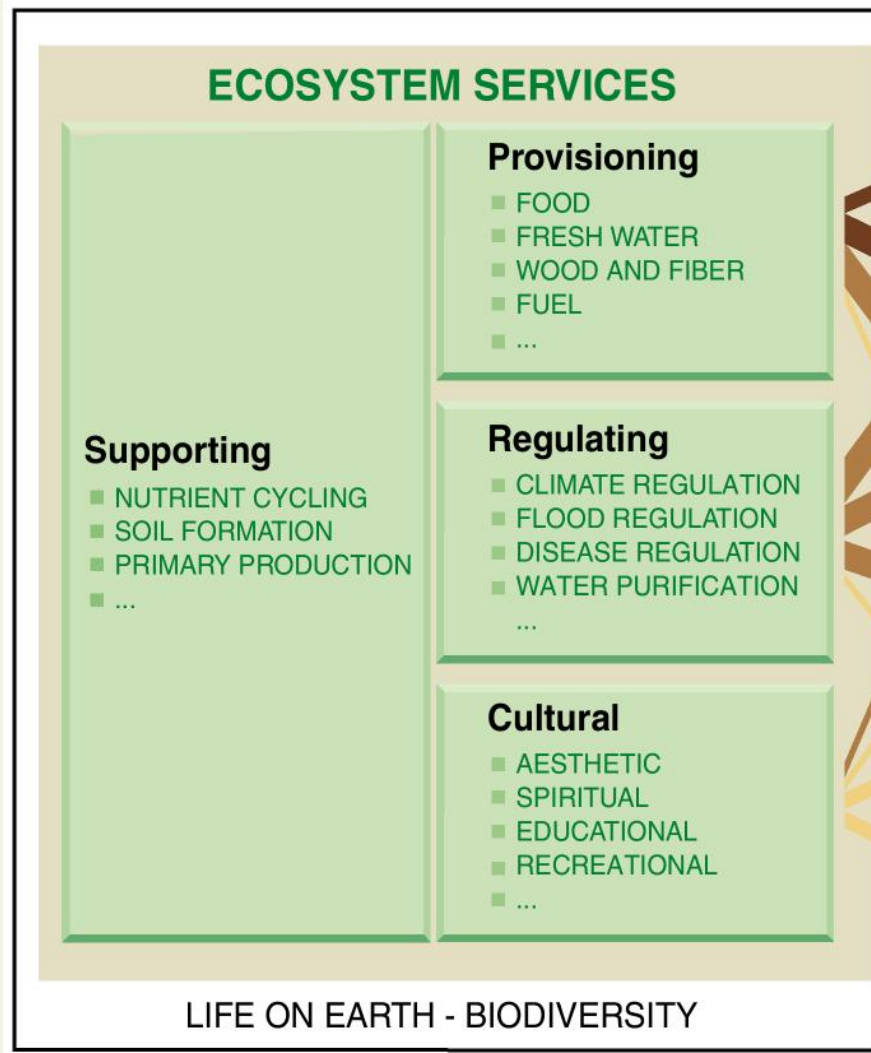 ECOSYSTEM SERVICES
Supporting
NUTRIENT CYCLING
SOIL FORMATION
PRIMARY PRODUCTION
...
Provisioning
FOOD
FRESH WATER
WOOD AND FIBER
FUEL
...
Regulating
CLIMATE REGULATION
FLOOD REGULATION
DISEASE REGULATION
WATER PURIFICATION
...
Cultural
AESTHETIC
SPIRITUAL
EDUCATIONAL
RECREATIONAL
...
LIFE ON EARTH - BIODIVERSITY